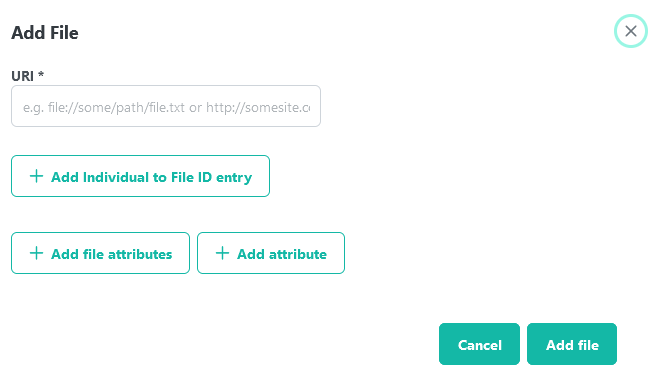 Add File
URI *
e.g. file://some/path/file.txt or http://somesite.c
Add Individual to File ID entry
Add file attributes
Add attribute
Cancel
Add file